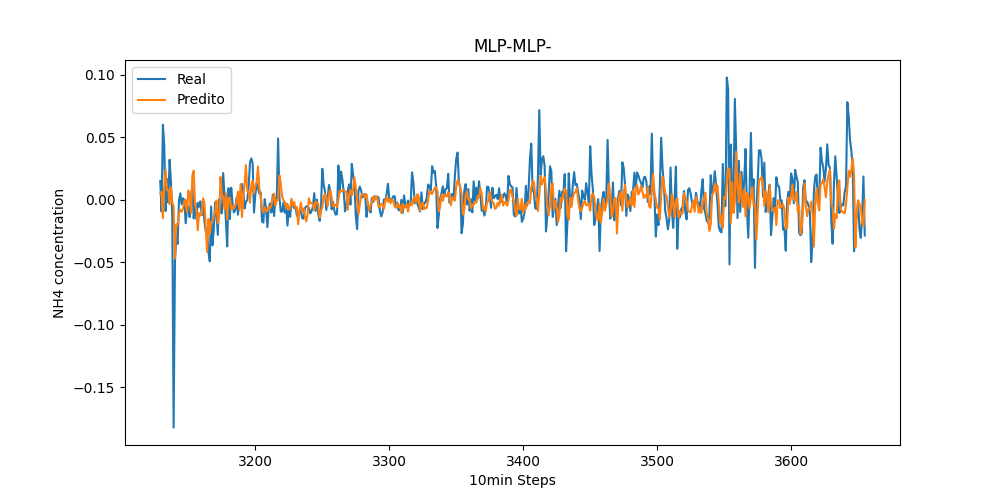 MLP-MLP-
Real
Predito
0.10
0.05
0.00
−0.05
−0.10
−0.15
NH4 concentration
3200 3300 3400 3500 3600
10min Steps